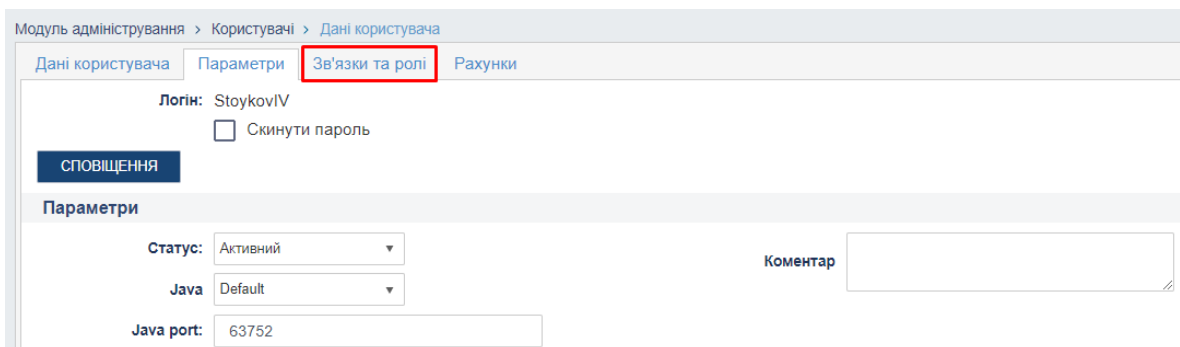 Модуль адміністрування > Користувачі > Дані користувача
Дані користувача Параметри Зв'язки та ролі Рахунки
Логін: StoykovIV
Скинути пароль
СПОВІЩЕННЯ
Параметри
Статус: Активний
Коментар
Java Default
Java port: 63752